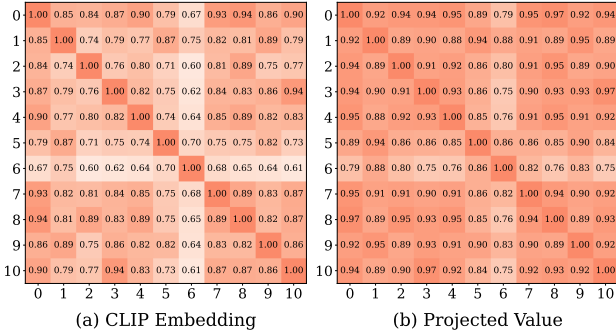 0 1.00 0.85 0.84 0.87 0.90 0.79 0.67 0.93 0.94 0.86 0.90
1 0.85 1.00 0.74 0.79 0.77 0.87 0.75 0.82 0.81 0.89 0.79
2 0.84 0.74 1.00 0.76 0.80 0.71 0.60 0.81 0.89 0.75 0.77
3 0.87 0.79 0.76 1.00 0.82 0.75 0.62 0.84 0.83 0.86 0.94
4 0.90 0.77 0.80 0.82 1.00 0.74 0.64 0.85 0.89 0.82 0.83
5 0.79 0.87 0.71 0.75 0.74 1.00 0.70 0.75 0.75 0.82 0.73
6 0.67 0.75 0.60 0.62 0.64 0.70 1.00 0.68 0.65 0.64 0.61
7 0.93 0.82 0.81 0.84 0.85 0.75 0.68 1.00 0.89 0.83 0.87
8 0.94 0.81 0.89 0.83 0.89 0.75 0.65 0.89 1.00 0.82 0.87
9 0.86 0.89 0.75 0.86 0.82 0.82 0.64 0.83 0.82 1.00 0.86
10 0.90 0.79 0.77 0.94 0.87 0.73 0.61 0.87 0.87 0.86 1.00
0 1 2 3 4 5 6 7 8 9 10
(a) CLIP Embedding
0 1.00 0.92 0.94 0.94 0.95 0.89 0.79 0.95 0.97 0.92 0.94
1 0.92 1.00 0.89 0.90 0.88 0.94 0.88 0.91 0.89 0.95 0.89
2 0.94 0.89 1.00 0.91 0.92 0.86 0.80 0.91 0.95 0.89 0.90
3 0.94 0.90 0.91 1.00 0.93 0.86 0.75 0.90 0.93 0.93 0.97
4 0.95 0.88 0.92 0.93 1.00 0.85 0.76 0.91 0.95 0.91 0.92
5 0.89 0.94 0.86 0.86 0.85 1.00 0.86 0.86 0.85 0.90 0.84
6 0.79 0.88 0.80 0.75 0.76 0.86 1.00 0.82 0.76 0.83 0.75
7 0.95 0.91 0.91 0.90 0.91 0.86 0.82 1.00 0.94 0.90 0.92
8 0.97 0.89 0.95 0.93 0.95 0.85 0.76 0.94 1.00 0.89 0.93
9 0.92 0.95 0.89 0.93 0.91 0.90 0.83 0.90 0.89 1.00 0.92
10 0.94 0.89 0.90 0.97 0.92 0.84 0.75 0.92 0.93 0.92 1.00
0 1 2 3 4 5 6 7 8 9 10
(b) Projected Value